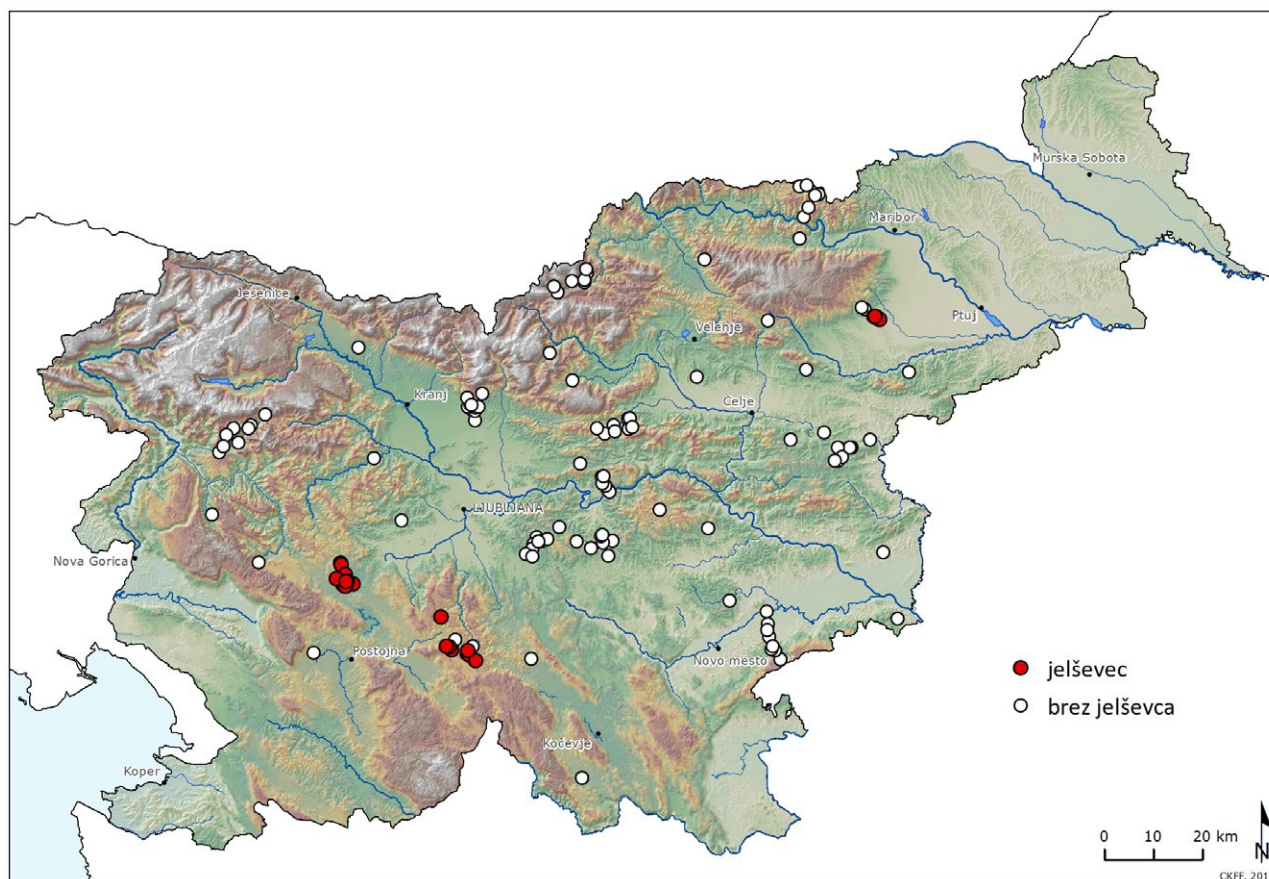 Murska Sobota
Maribor
Jesenice
Ptuj
Velenje
Kranj
Celje
LJUBLJANA
Nova Gorica
Postojna
Novo mesto
jelševec
brez jelševca
Kočevje
Koper
0 10 20 km
N